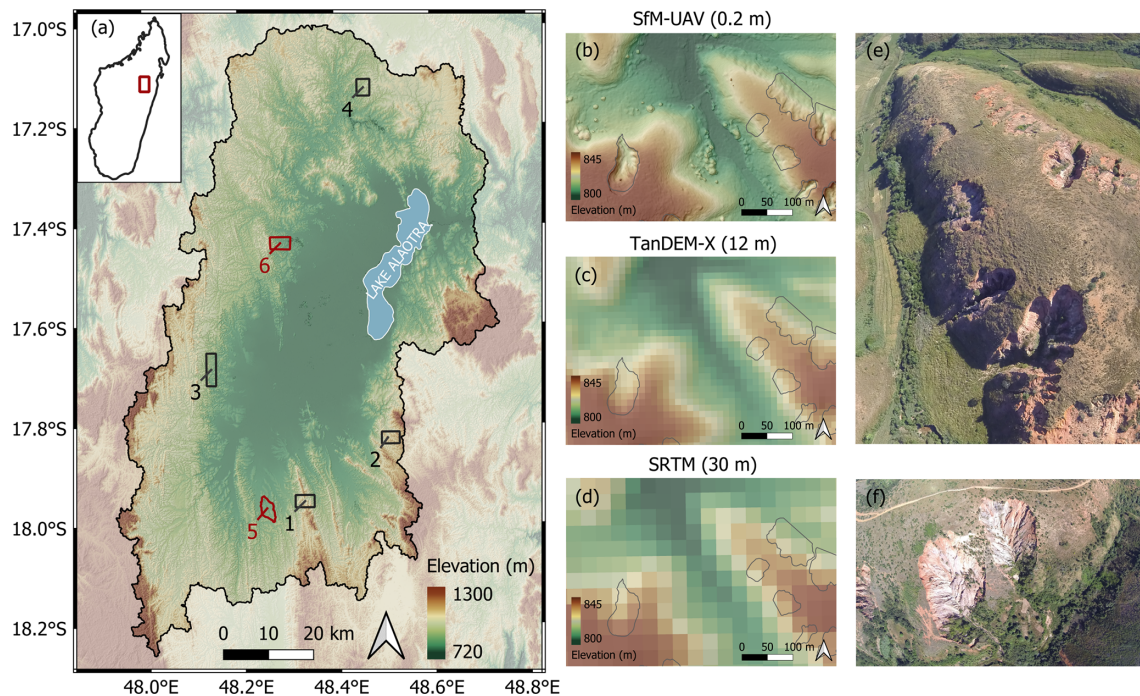 (a)
17.0°S
17.2°S
17.4°S
17.6°S
17.8°S
18.0°S
18.2°S
48.0°E
48.2°E
48.4°E
48.6°E
48.8°E
4
6
3
2
5
1
LAKE ALAOTRA
0 10 20 km
Elevation (m)
1300
720
SfM-UAV (0.2 m)
(b)
845
800
Elevation (m)
0 50 100 m
TanDEM-X (12 m)
(c)
845
800
Elevation (m)
0 50 100 m
SRTM (30 m)
(d)
845
800
Elevation (m)
0 50 100 m
(e)
(f)